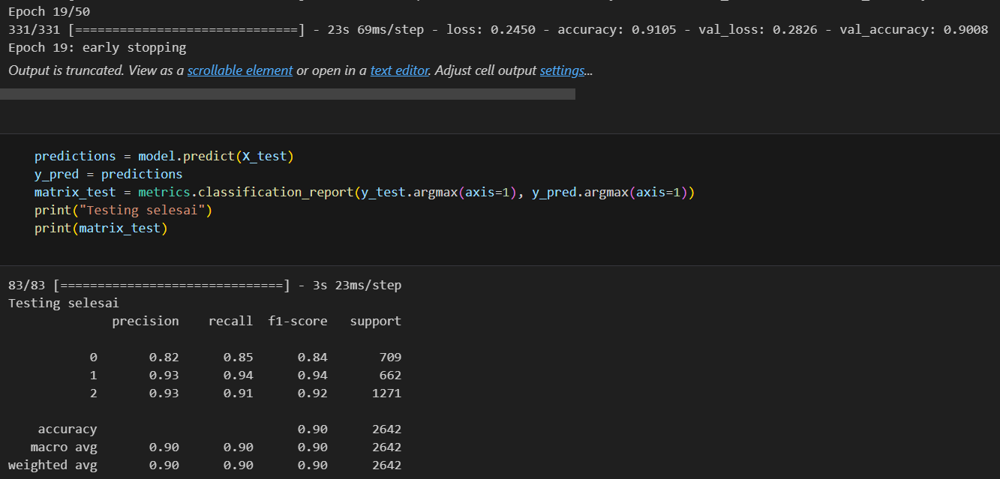 Epoch 19/50
331/331 [==============================] - 23s 69ms/step - loss: 0.2450 - accuracy: 0.9105 - val_loss: 0.2826 - val_accuracy: 0.9008
Epoch 19: early stopping
Output is truncated. View as a scrollable element or open in a text editor. Adjust cell output settings...
predictions = model.predict(X_test)
y_pred = predictions
matrix_test = metrics.classification_report(y_test.argmax(axis=1), y_pred.argmax(axis=1))
print("Testing selesai")
print(matrix_test)
83/83 [==============================] - 3s 23ms/step
Testing selesai
precision    recall  f1-score   support
0       0.82      0.85      0.84       709
1       0.93      0.94      0.94       662
2       0.93      0.91      0.92      1271
accuracy                           0.90      2642
macro avg       0.90      0.90      0.90      2642
weighted avg       0.90      0.90      0.90      2642